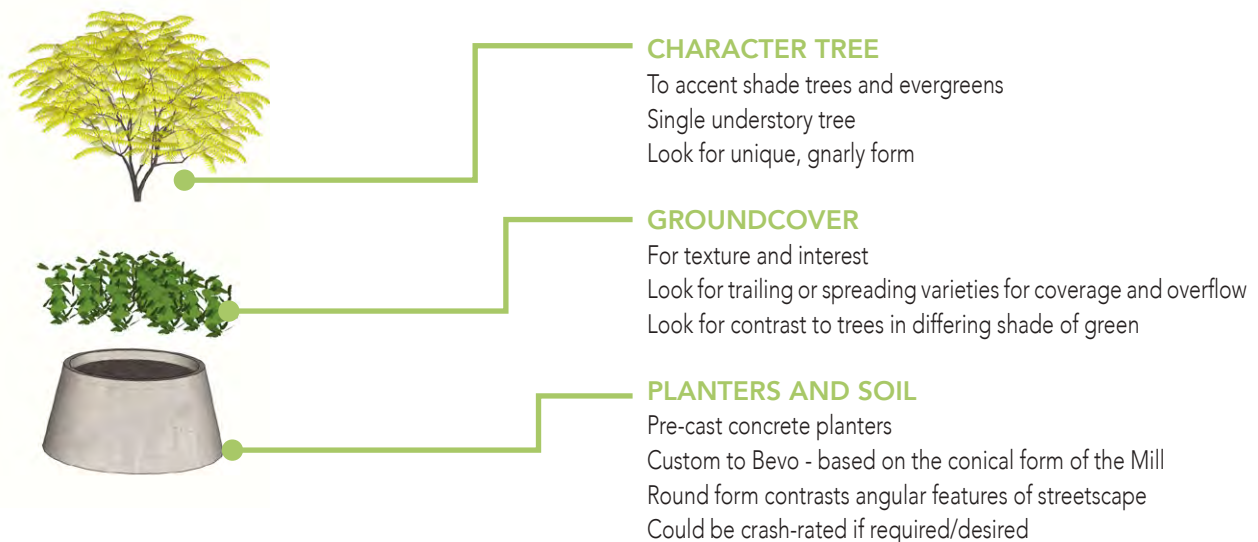 CHARACTER TREE
To accent shade trees and evergreens
Single understory tree
Look for unique, gnarly form
GROUNDCOVER
For texture and interest
Look for trailing or spreading varieties for coverage and overflow
Look for contrast to trees in differing shade of green
PLANTERS AND SOIL
Pre-cast concrete planters
Custom to Bevo - based on the conical form of the Mill
Round form contrasts angular features of streetscape
Could be crash-rated if required/desired